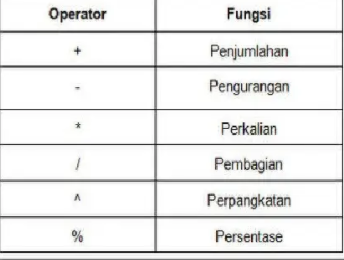 Operator Fungsi
+ Penjumlahan
- Pengurangan
* Perkalian
/ Pembagian
^ Perpangkatan
% Persentase